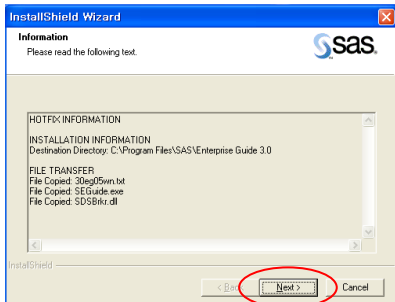 InstallShield Wizard
Information
Please read the following text.
sas.
HOTFIX INFORMATION
INSTALLATION INFORMATION
Destination Directory: C:\Program Files\SAS\Enterprise Guide 3.0
FILE TRANSFER
File Copied: 30eg05wn.txt
File Copied: SEGuide.exe
File Copied: SDSBrkr.dll
InstallShield
< Back Next > Cancel